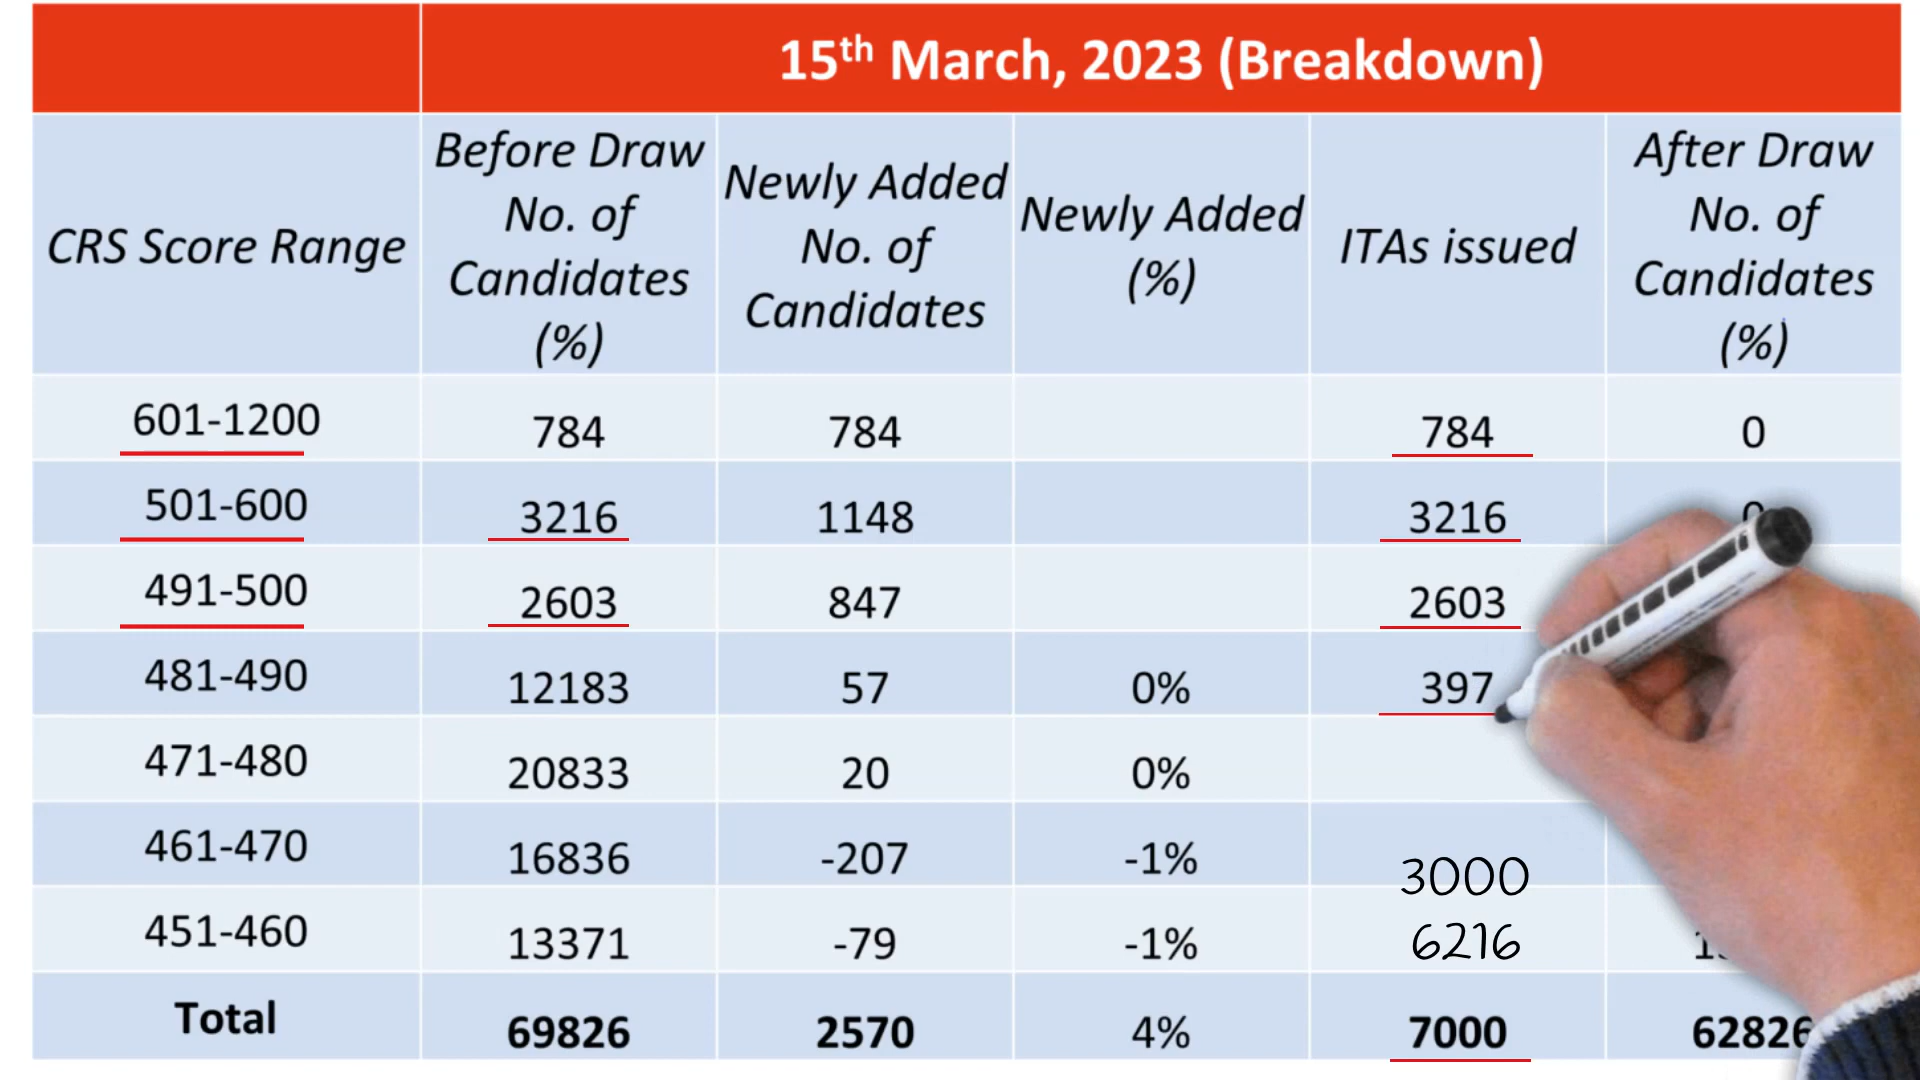 15th March, 2023 (Breakdown)
CRS Score Range
Before Draw
No. of
Candidates
(%)
Newly Added
No. of
Candidates
Newly Added
(%)
ITAs issued
After Draw
No. of
Candidates
(%)
601-1200 784 784 784 0
501-600 3216 1148 3216
491-500 2603 847 2603
481-490 12183 57 0% 397
471-480 20833 20 0%
461-470 16836 -207 -1%
3000
451-460 13371 -79 -1%
6216
Total 69826 2570 4% 7000 62826